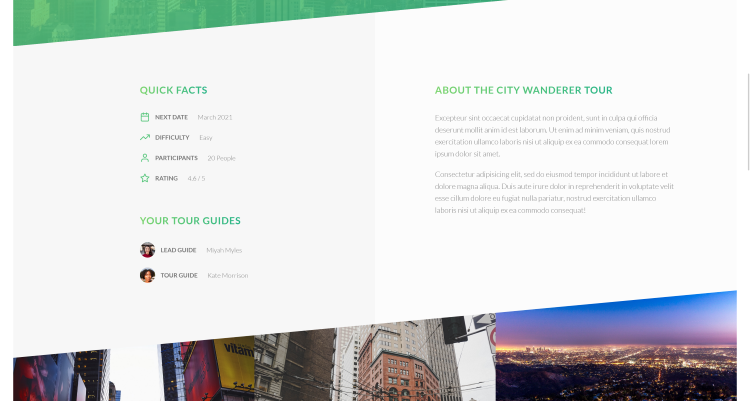 QUICK FACTS
NEXT DATE March 2021
DIFFICULTY Easy
PARTICIPANTS 20 People
RATING 4.6 / 5
YOUR TOUR GUIDES
LEAD GUIDE Miyah Myles
TOUR GUIDE Kate Morrison
ABOUT THE CITY WANDERER TOUR
Excepteur sint occaecat cupidatat non proident, sunt in culpa qui officia
deserunt mollit anim id est laborum. Ut enim ad minim veniam, quis nostrud
exercitation ullamco laboris nisi ut aliquip ex ea commodo consequat lorem
ipsum dolor sit amet.
Consectetur adipisicing elit, sed do eiusmod tempor incididunt ut labore et
dolore magna aliqua. Duis aute irure dolor in reprehenderit in voluptate velit
esse cillum dolore eu fugiat nulla pariatur, nostrud exercitation ullamco
laboris nisi ut aliquip ex ea commodo consequat!
vitam